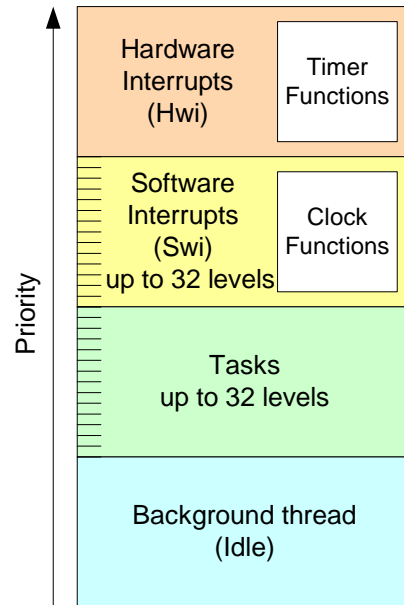 Priority
Hardware
Interrupts
(Hwi)
Timer
Functions
Software
Interrupts
(Swi)
up to 32 levels
Clock
Functions
Tasks
up to 32 levels
Background thread
(Idle)